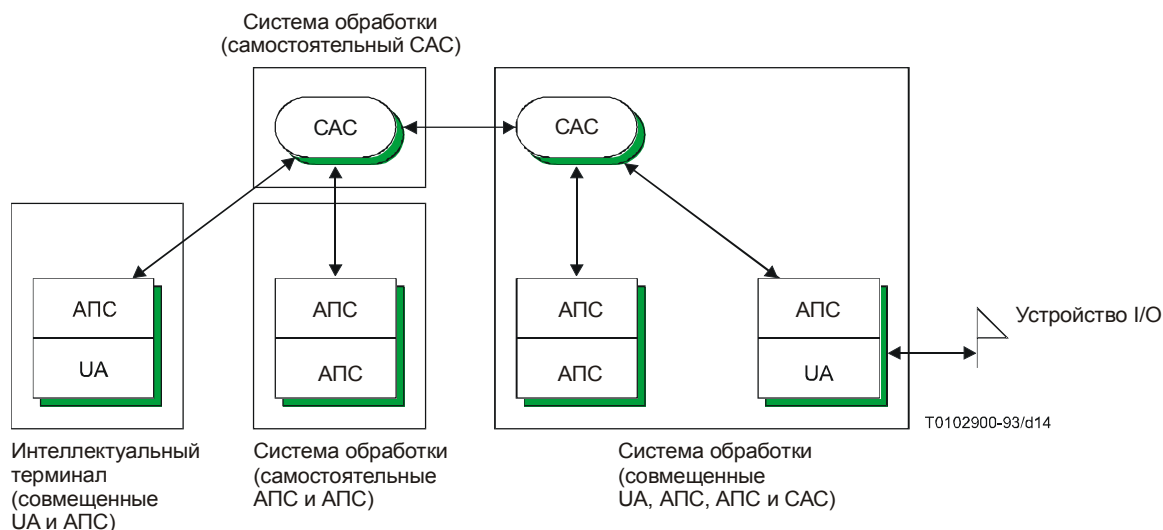 Система обработки
(самостоятельный САС)
САС
САС
АПС
UA
АПС
АПС
АПС
АПС
АПС
UA
Устройство I/O
T0102900-93/d14
Интеллектуальный
терминал
(совмещенные
UA и АПС)
Система обработки
(самостоятельные
АПС и АПС)
Система обработки
(совмещенные
UA, АПС, АПС и САС)